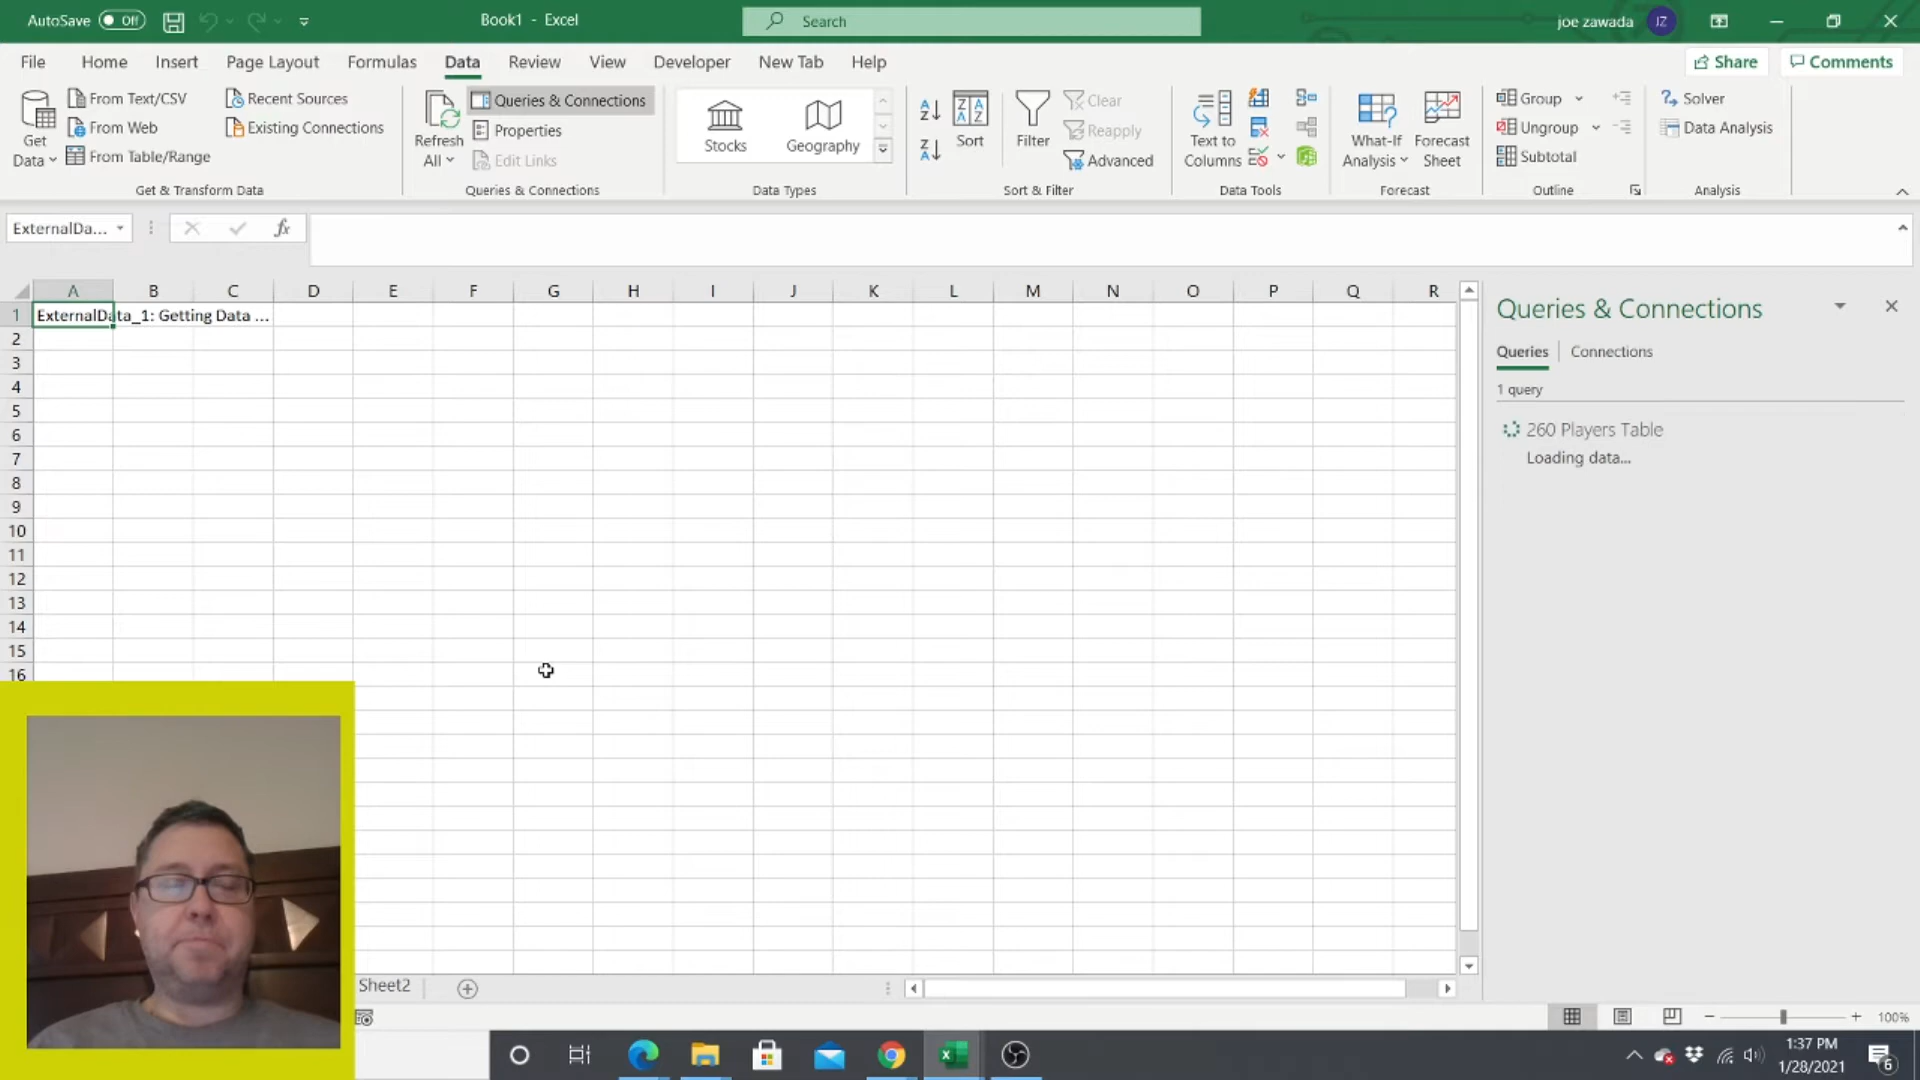 AutoSave Off Book1 - Excel Search joe zawada JZ
File Home Insert Page Layout Formulas Data Review View Developer New Tab Help Share Comments
Get Data
From Text/CSV
From Web
From Table/Range
Recent Sources
Existing Connections
Get & Transform Data
Refresh All
Queries & Connections
Properties
Edit Links
Queries & Connections
Stocks
Geography
Data Types
Sort
Filter
Clear
Reapply
Advanced
Sort & Filter
Text to Columns
Data Tools
What-If Analysis
Forecast Sheet
Forecast
Group
Ungroup
Subtotal
Outline
Solver
Data Analysis
Analysis
ExternalDa... fx
A B C D E F G H I J K L M N O P Q R
1 ExternalData_1: Getting Data ...
2
3
4
5
6
7
8
9
10
11
12
13
14
15
16
Queries & Connections
Queries Connections
1 query
260 Players Table
Loading data...
Sheet2
100%
1:37 PM
1/28/2021
6